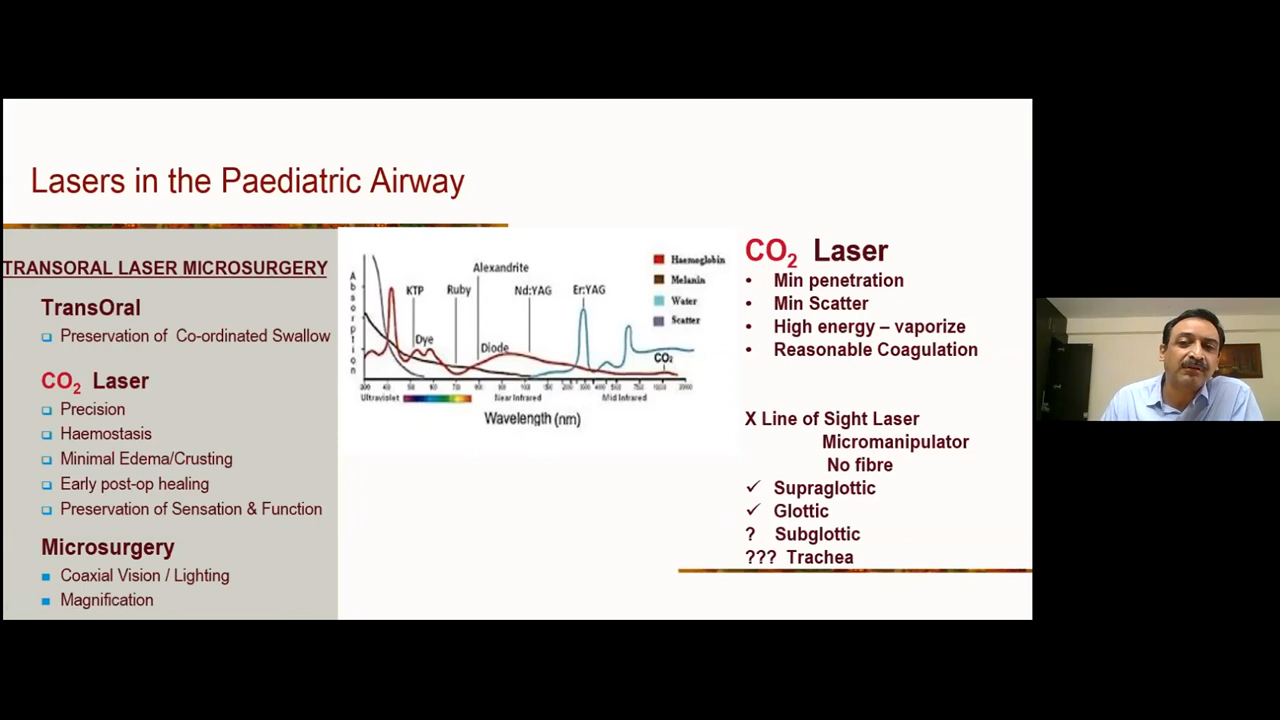 Lasers in the Paediatric Airway
TRANSORAL LASER MICROSURGERY
TransOral
Preservation of Co-ordinated Swallow
CO2 Laser
Precision
Haemostasis
Minimal Edema/Crusting
Early post-op healing
Preservation of Sensation & Function
Microsurgery
Coaxial Vision / Lighting
Magnification
Absorption
Alexandrite
KTP
Ruby
Nd:YAG
Er:YAG
Dye
Diode
CO2
Haemoglobin
Melanin
Water
Scatter
Ultraviolet
Near Infrared
Mid Infrared
Wavelength (nm)
CO2 Laser
• Min penetration
• Min Scatter
• High energy – vaporize
• Reasonable Coagulation
X Line of Sight Laser
Micromanipulator
No fibre
✓ Supraglottic
✓ Glottic
? Subglottic
??? Trachea